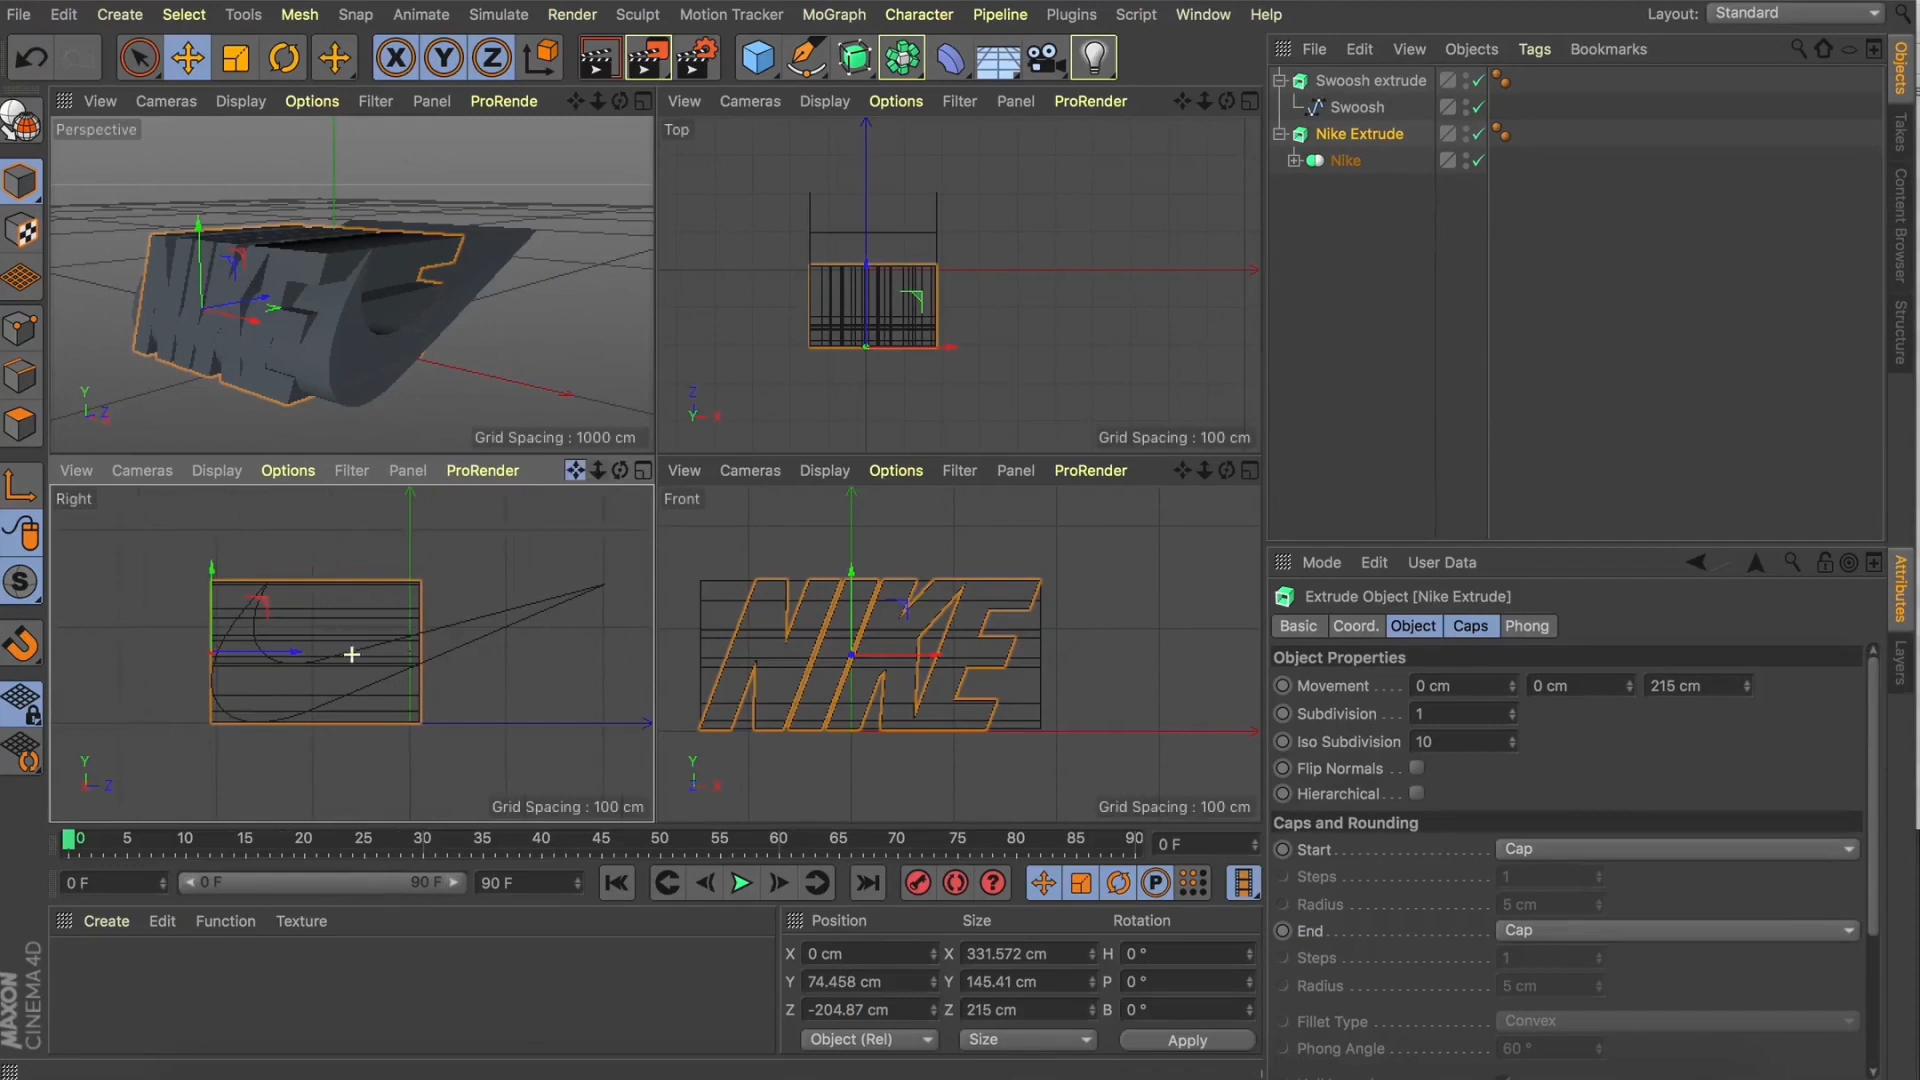 File Edit Create Select Tools Mesh Snap Animate Simulate Render Sculpt Motion Tracker MoGraph Character Pipeline Plugins Script Window Help Layout: Standard
X Y Z
File Edit View Objects Tags Bookmarks
View Cameras Display Options Filter Panel ProRende
View Cameras Display Options Filter Panel ProRender
Perspective
Top
Swoosh extrude
Swoosh
Nike Extrude
Nike
Objects
Takes
Content Browser
Structure
Y
Z
Z
Y X
Grid Spacing : 1000 cm
Grid Spacing : 100 cm
View Cameras Display Options Filter Panel ProRender
View Cameras Display Options Filter Panel ProRender
Right
Front
NIKE
Y
Z
Y
Z X
Grid Spacing : 100 cm
Grid Spacing : 100 cm
S
Mode Edit User Data
Extrude Object [Nike Extrude]
Basic Coord. Object Caps Phong
Object Properties
Movement . . . . 0 cm 0 cm 215 cm
Subdivision . . . 1
Iso Subdivision 10
Flip Normals . .
Hierarchical . . .
Caps and Rounding
Start Cap
Steps 1
Radius 5 cm
End Cap
Steps 1
Radius 5 cm
Fillet Type Convex
Phong Angle 60 °
Attributes
Layers
0 5 10 15 20 25 30 35 40 45 50 55 60 65 70 75 80 85 90 0 F
0 F 0 F 90 F 90 F
? P
Create Edit Function Texture
Position Size Rotation
X 0 cm X 331.572 cm H 0 °
Y 74.458 cm Y 145.41 cm P 0 °
Z -204.87 cm Z 215 cm B 0 °
Object (Rel) Size Apply
MAXON
CINEMA 4D